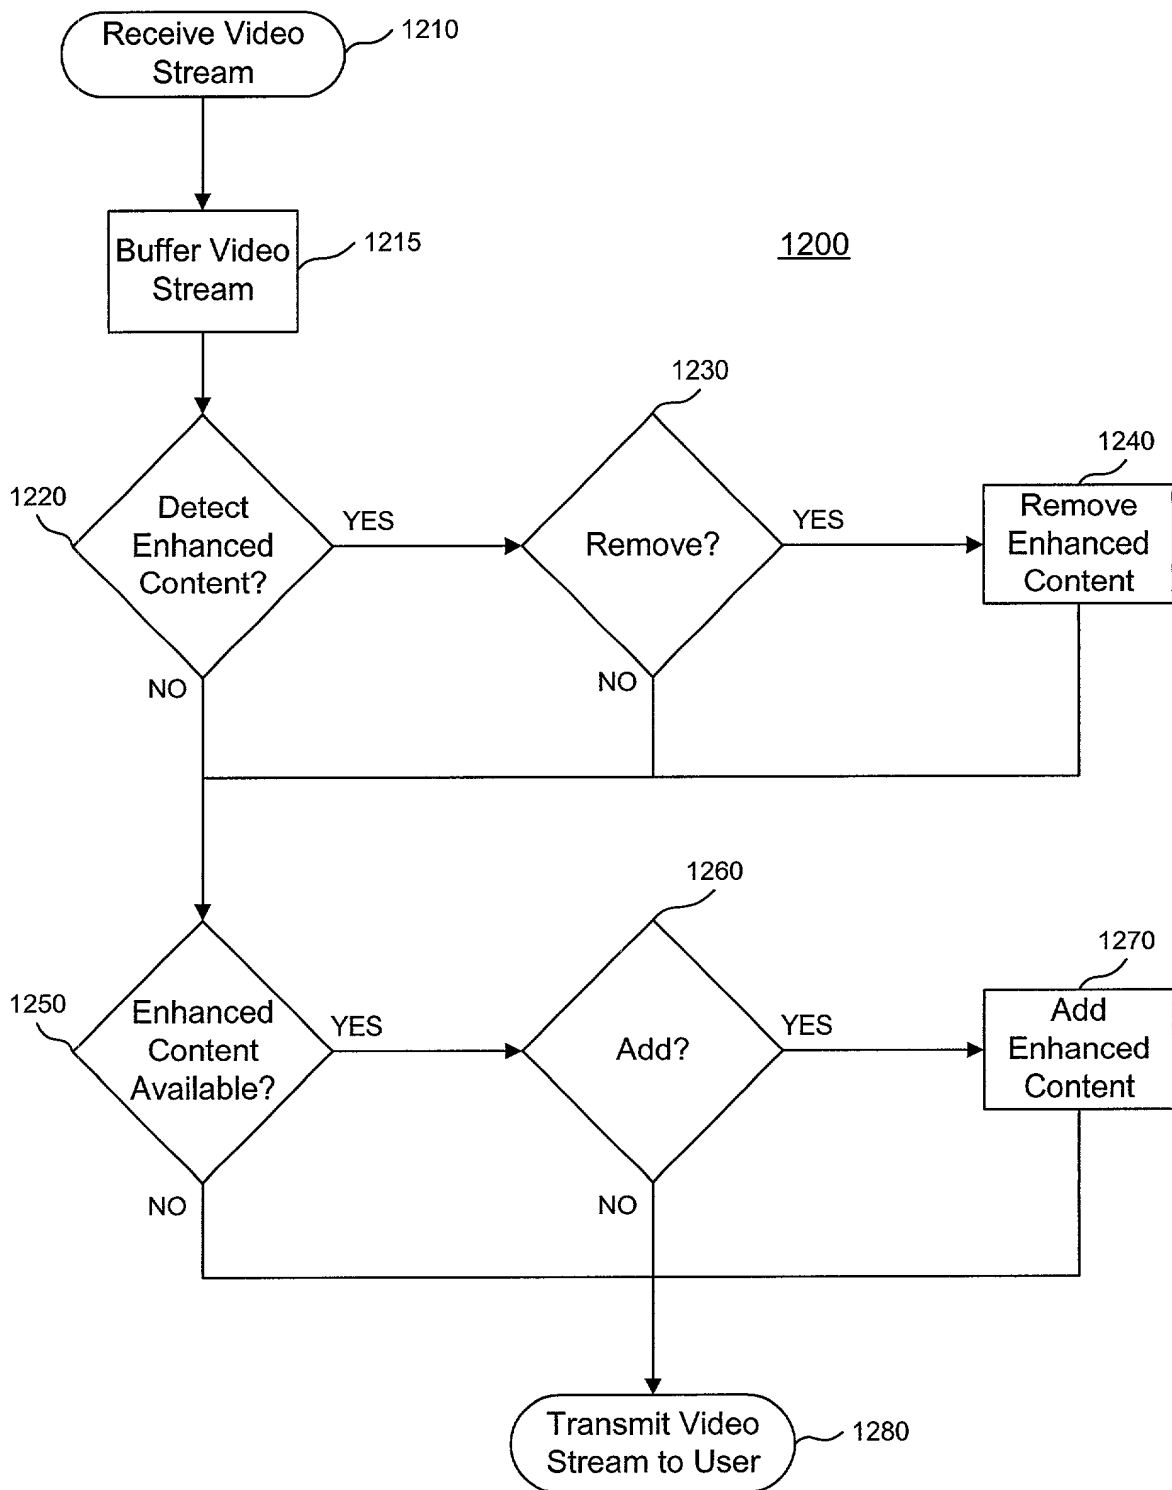 Receive Video
Stream
1210
Buffer Video
Stream
1215
1200
1220
Detect
Enhanced
Content?
YES
NO
1230
Remove?
YES
NO
1240
Remove
Enhanced
Content
1250
Enhanced
Content
Available?
YES
NO
1260
Add?
YES
NO
1270
Add
Enhanced
Content
Transmit Video
Stream to User
1280